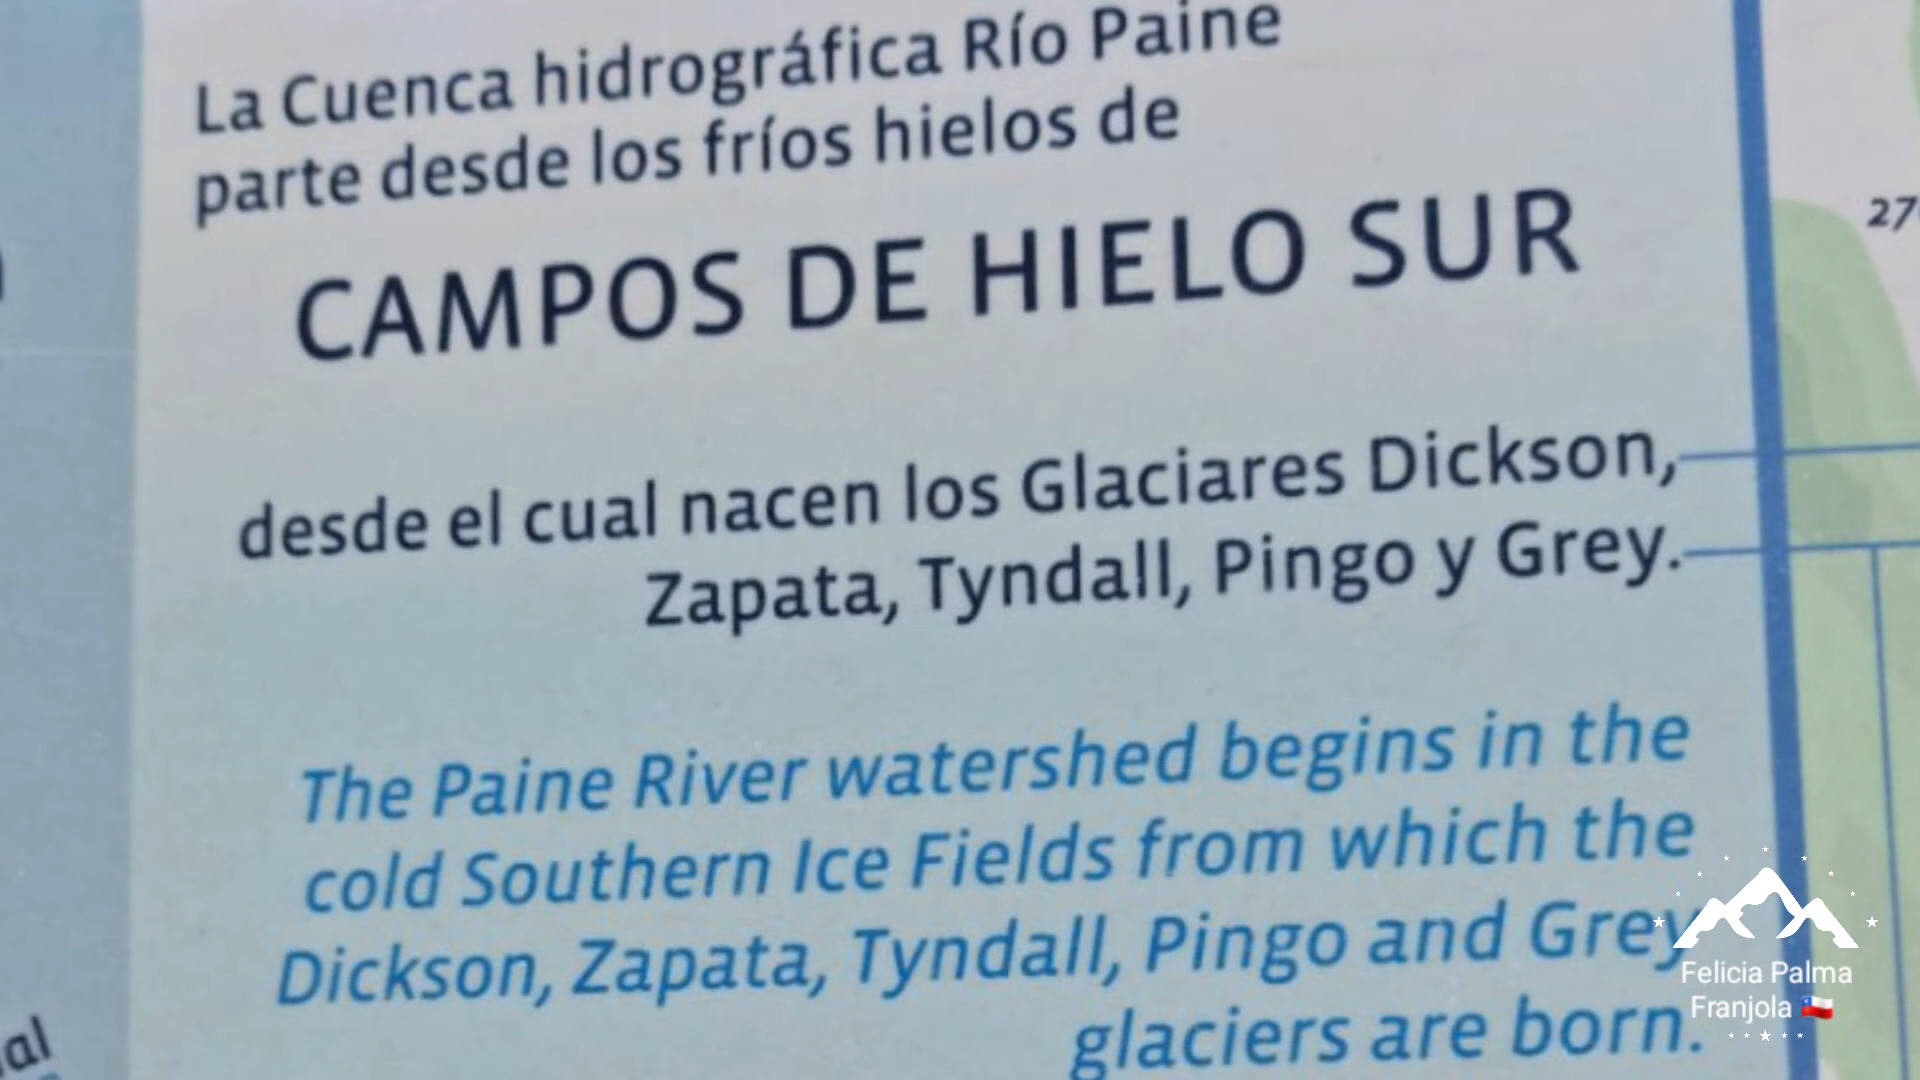 La Cuenca hidrográfica Río Paine
parte desde los fríos hielos de
CAMPOS DE HIELO SUR
desde el cual nacen los Glaciares Dickson,
Zapata, Tyndall, Pingo y Grey.
The Paine River watershed begins in the
cold Southern Ice Fields from which the
Dickson, Zapata, Tyndall, Pingo and Grey
glaciers are born.
Felicia Palma
Franjola 🇨🇱